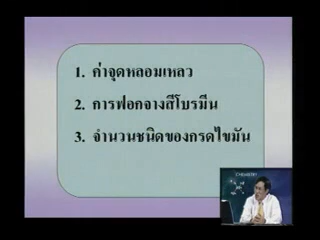 1. ค่าจุดหลอมเหลว
2. การฟอกจางสีโบรมีน
3. จำนวนชนิดของกรดไขมัน
CHEMISTRY